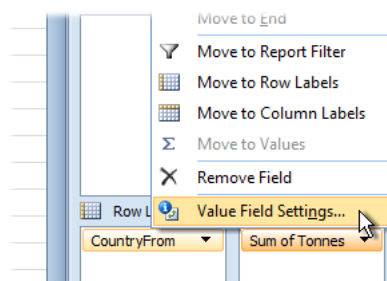 Move to End
Move to Report Filter
Move to Row Labels
Move to Column Labels
Σ Move to Values
Remove Field
Row L
Value Field Settings...
CountryFrom
Sum of Tonnes